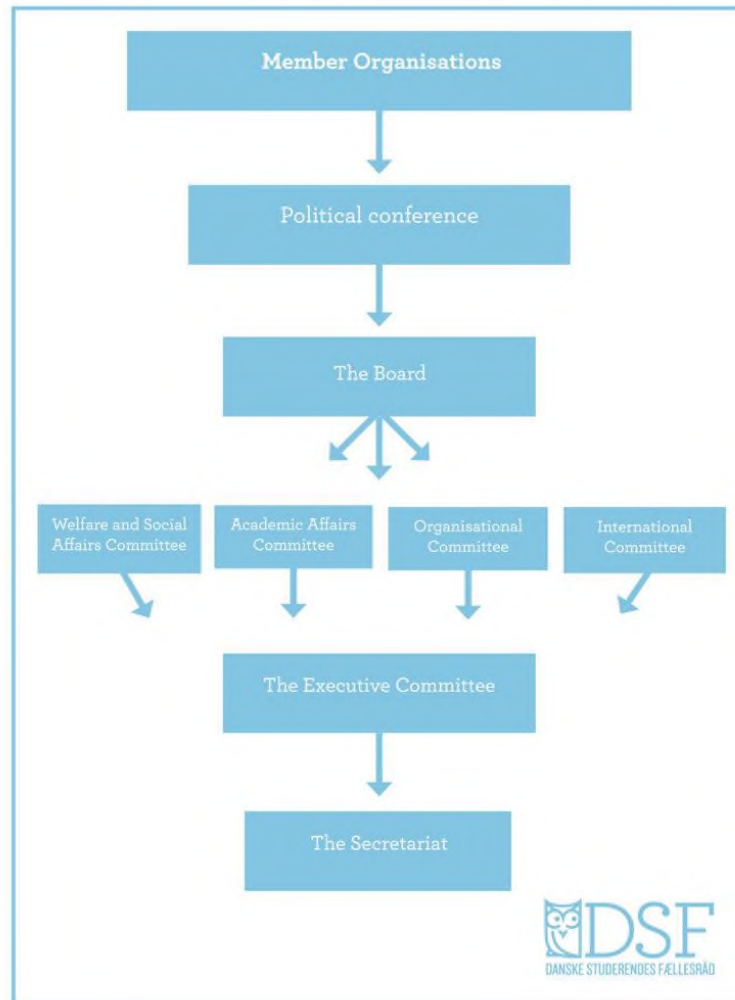 Member Organisations
Political conference
The Board
Welfare and Social
Affairs Committee
Academic Affairs
Committee
Organisational
Committee
International
Committee
The Executive Committee
The Secretariat
DSF
DANSKE STUDERENDES FÆLLESRÅD